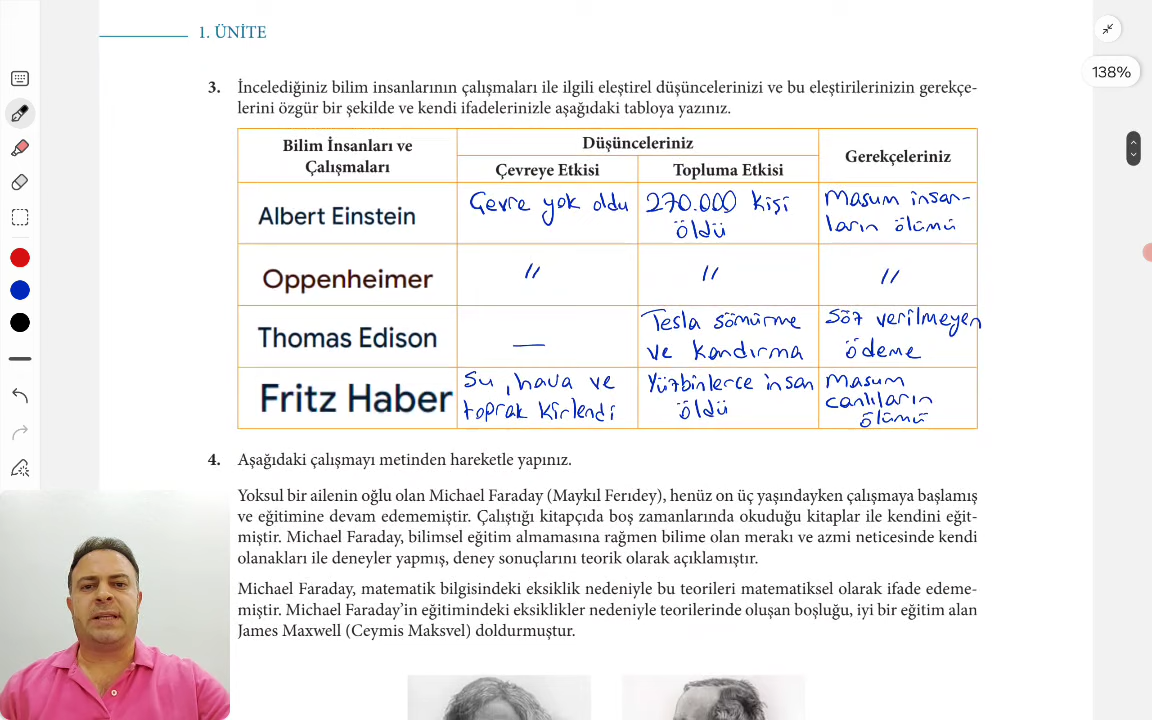 1. ÜNİTE
138%
3. İncelediğiniz bilim insanlarının çalışmaları ile ilgili eleştirel düşüncelerinizi ve bu eleştirilerinizin gerekçe-
lerini özgür bir şekilde ve kendi ifadelerinizle aşağıdaki tabloya yazınız.
Bilim İnsanları ve
Çalışmaları
Düşünceleriniz
Çevreye Etkisi
Topluma Etkisi
Gerekçeleriniz
Albert Einstein
Çevre yok oldu
270.000 kişi
öldü
Masum insan-
ların ölümü
Oppenheimer
//
//
//
Thomas Edison
—
Tesla sömürme
ve kandırma
Söz verilmeyen
ödeme
Fritz Haber
Su, hava ve
toprak kirlendi
Yüzbinlerce insan
öldü
Masum
canlıların
ölümü
4. Aşağıdaki çalışmayı metinden hareketle yapınız.
Yoksul bir ailenin oğlu olan Michael Faraday (Maykıl Ferıdey), henüz on üç yaşındayken çalışmaya başlamış
ve eğitimine devam edememiştir. Çalıştığı kitapçıda boş zamanlarında okuduğu kitaplar ile kendini eğit-
miştir. Michael Faraday, bilimsel eğitim almamasına rağmen bilime olan merakı ve azmi neticesinde kendi
olanakları ile deneyler yapmış, deney sonuçlarını teorik olarak açıklamıştır.
Michael Faraday, matematik bilgisindeki eksiklik nedeniyle bu teorileri matematiksel olarak ifade edeme-
miştir. Michael Faraday'in eğitimindeki eksiklikler nedeniyle teorilerinde oluşan boşluğu, iyi bir eğitim alan
James Maxwell (Ceymis Maksvel) doldurmuştur.